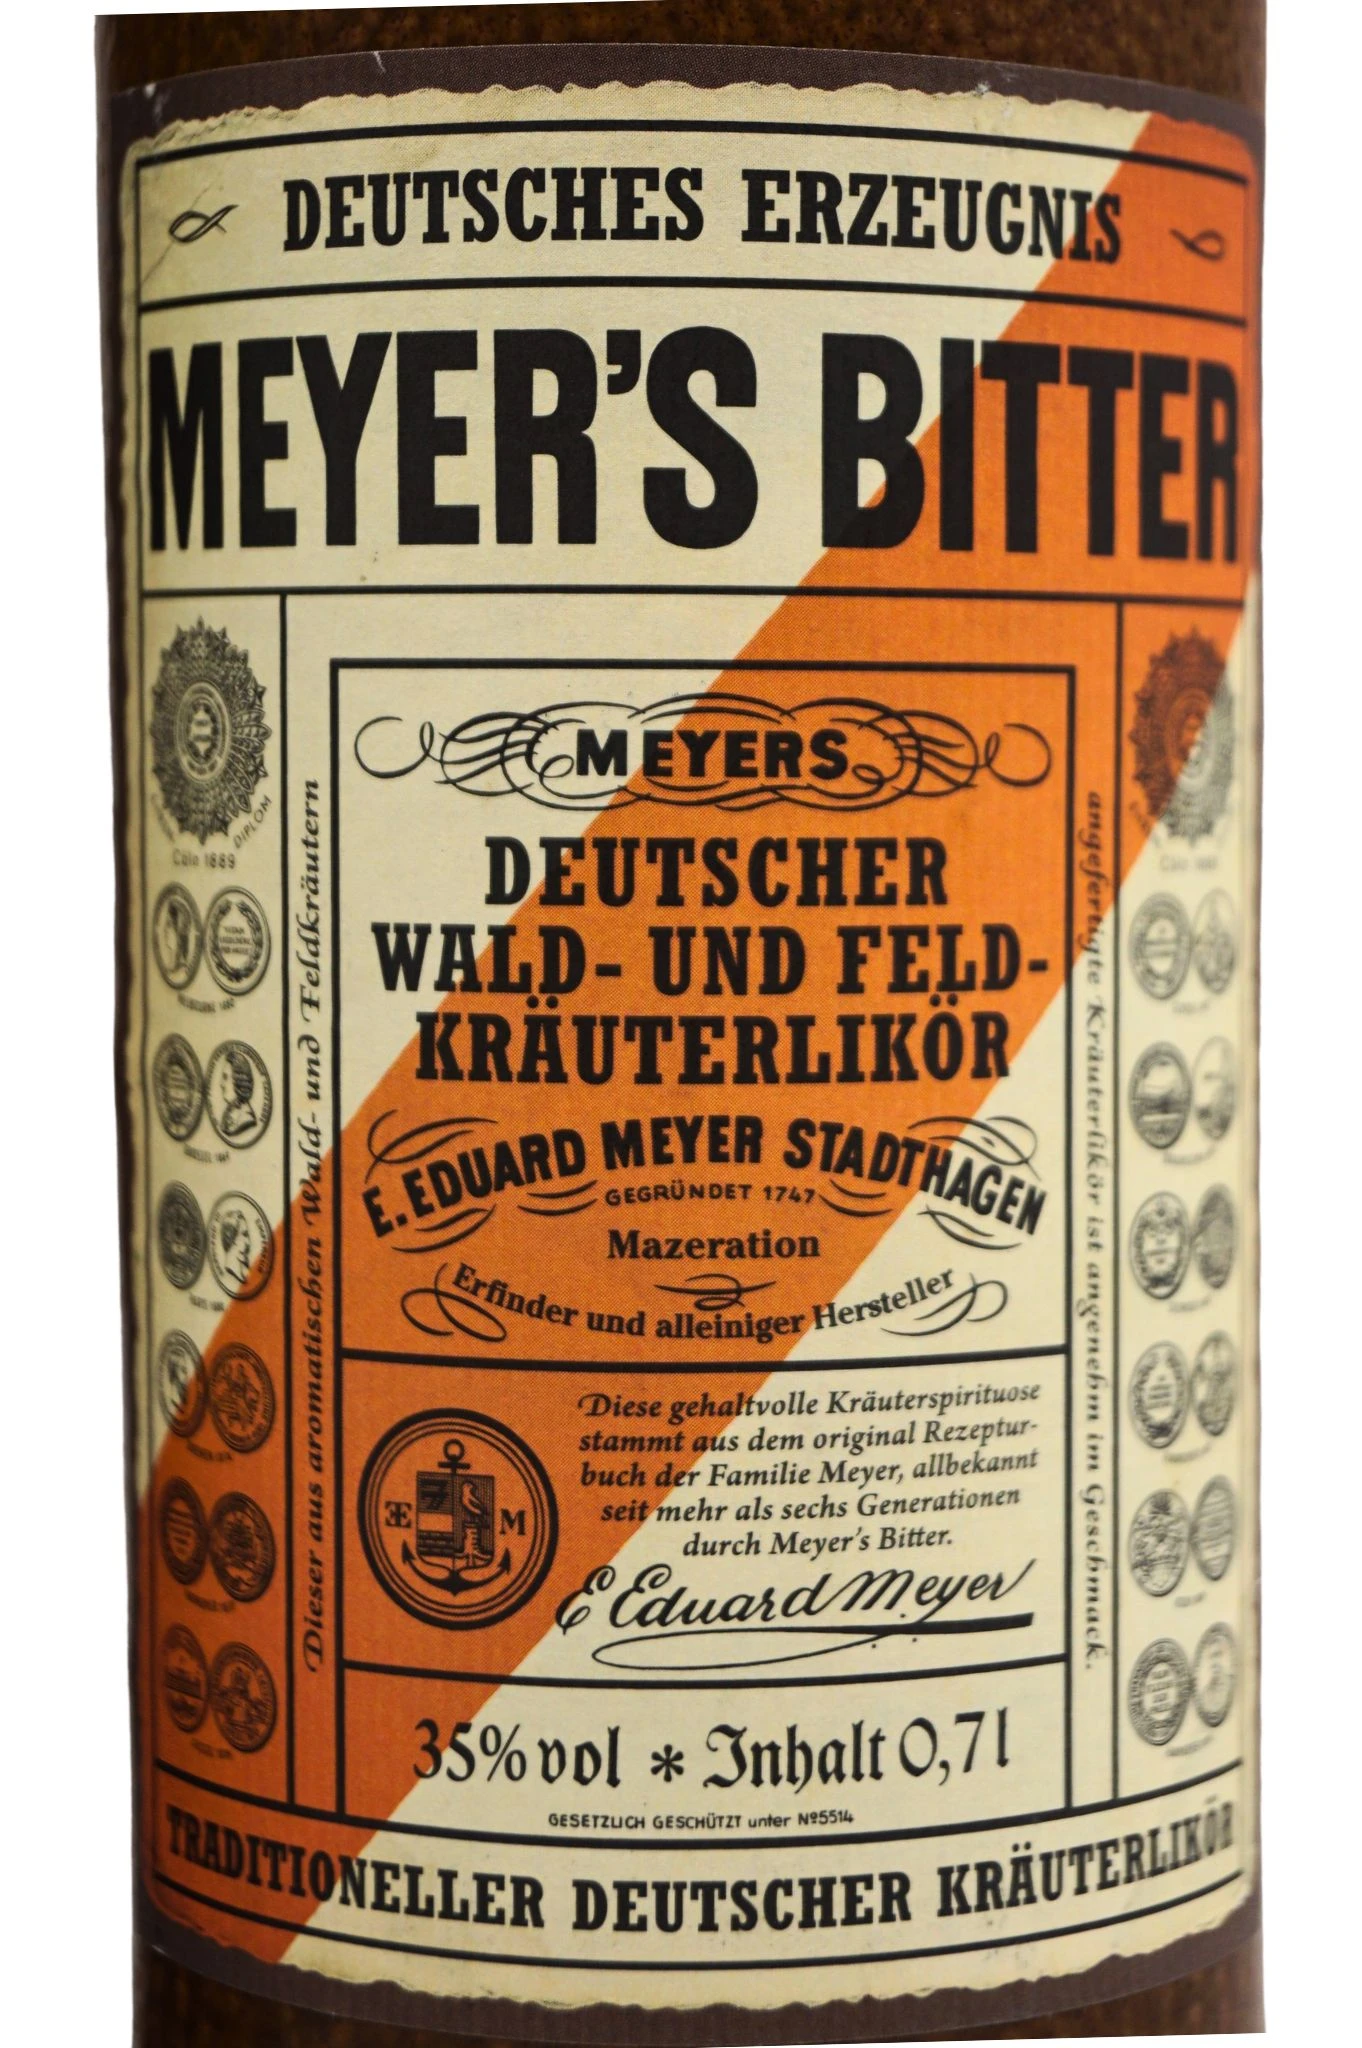 DEUTSCHES ERZEUGNIS
MEYER'S BITTER
DIPLOM
Cöln 1889
Dieser aus aromatischen Wald- und Feldkräutern
MEYERS
DEUTSCHER
WALD- UND FELD-
KRÄUTERLIKÖR
E. EDUARD MEYER STADTHAGEN
GEGRÜNDET 1747
Mazeration
Erfinder und alleiniger Hersteller
E M
Diese gehaltvolle Kräuterspirituose
stammt aus dem original Rezeptur-
buch der Familie Meyer, allbekannt
seit mehr als sechs Generationen
durch Meyer's Bitter.
E Eduard Meyer
35% vol * Inhalt 0,7 l
GESETZLICH GESCHÜTZT unter Nº5514
angefertigte Kräuterlikör ist angenehm im Geschmack.
TRADITIONELLER DEUTSCHER KRÄUTERLIKÖR